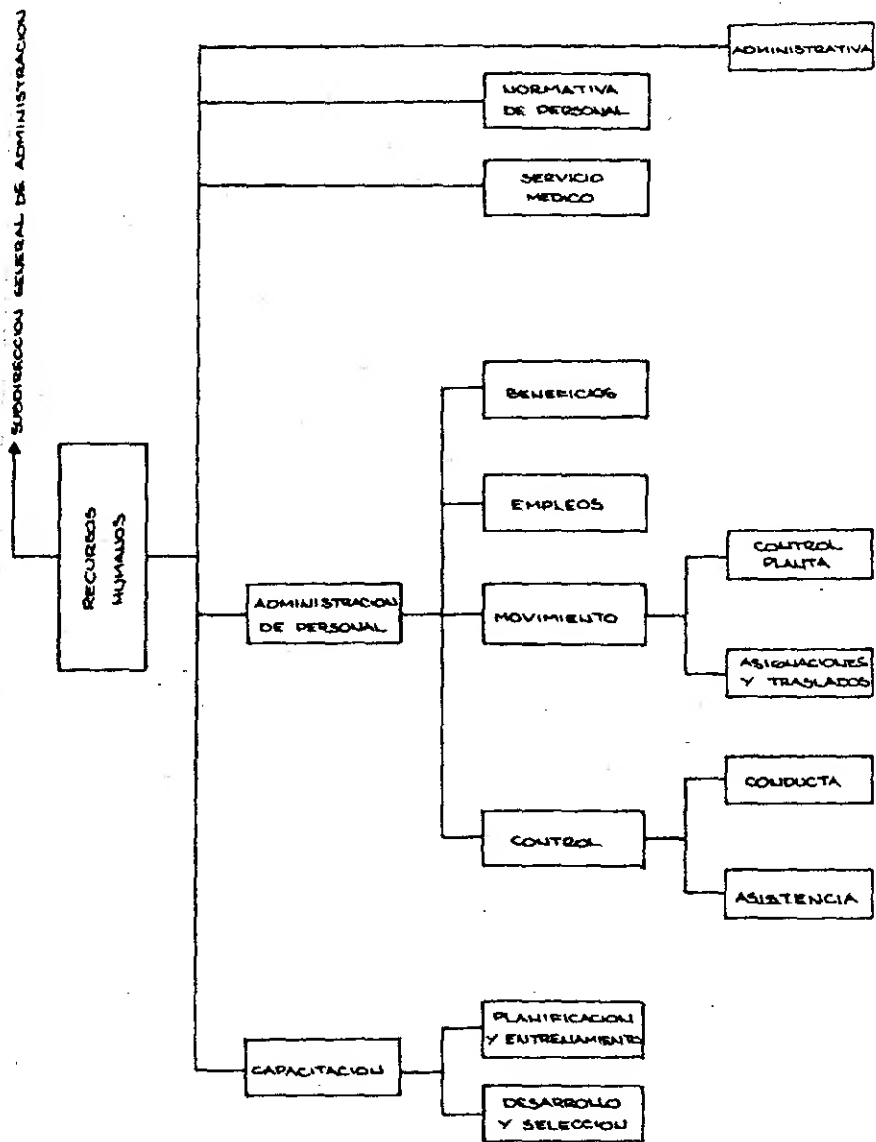 SUBDIRECCION GENERAL DE ADMINISTRACION
RECURSOS
HUMANOS
ADMINISTRATIVA
NORMATIVA
DE PERSONAL
SERVICIO
MEDICO
ADMINISTRACION
DE PERSONAL
BENEFICIOS
EMPLEOS
MOVIMIENTO
CONTROL
PLANTA
ASIGNACIONES
Y TRASLADOS
CONTROL
CONDUCTA
ASISTENCIA
CAPACITACION
PLANIFICACION
Y ENTRENAMIENTO
DESARROLLO
Y SELECCION